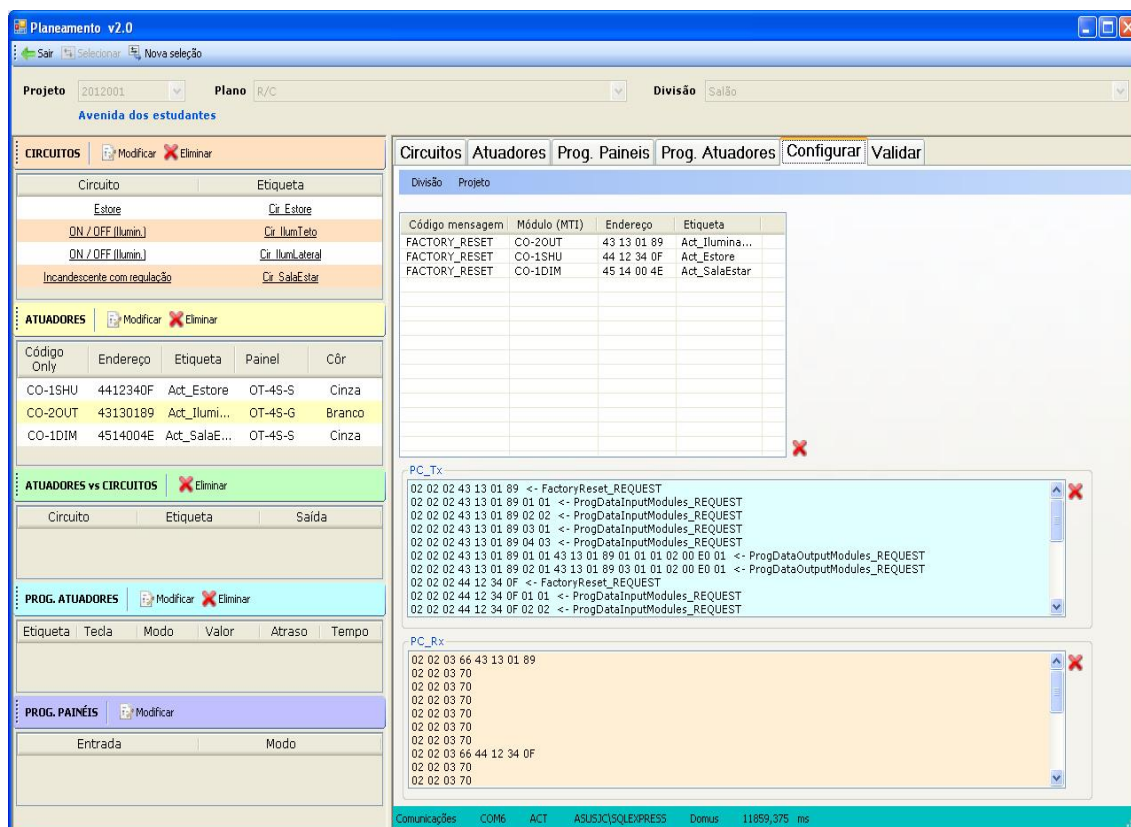 Planeamento v2.0
Sair Selecionar Nova seleção
Projeto 2012001 Plano R/C Divisão Salão
Avenida dos estudantes
CIRCUITOS Modificar Eliminar
Circuito Etiqueta
Estore Cir_Estore
ON / OFF (Ilumin.) Cir_IlumTeto
ON / OFF (Ilumin.) Cir_IlumLateral
Incandescente com regulação Cir_SalaEstar
ATUADORES Modificar Eliminar
Código Only Endereço Etiqueta Painel Côr
CO-1SHU 4412340F Act_Estore OT-4S-S Cinza
CO-2OUT 43130189 Act_Ilumi... OT-4S-G Branco
CO-1DIM 4514004E Act_SalaE... OT-4S-S Cinza
ATUADORES vs CIRCUITOS Eliminar
Circuito Etiqueta Saída
PROG. ATUADORES Modificar Eliminar
Etiqueta Tecla Modo Valor Atraso Tempo
PROG. PAINÉIS Modificar
Entrada Modo
Circuitos Atuadores Prog. Paineis Prog. Atuadores Configurar Validar
Divisão Projeto
Código mensagem Módulo (MTI) Endereço Etiqueta
FACTORY_RESET CO-2OUT 43 13 01 89 Act_Ilumina...
FACTORY_RESET CO-1SHU 44 12 34 0F Act_Estore
FACTORY_RESET CO-1DIM 45 14 00 4E Act_SalaEstar
PC_Tx
02 02 02 43 13 01 89 <- FactoryReset_REQUEST
02 02 02 43 13 01 89 01 01 <- ProgDataInputModules_REQUEST
02 02 02 43 13 01 89 02 02 <- ProgDataInputModules_REQUEST
02 02 02 43 13 01 89 03 01 <- ProgDataInputModules_REQUEST
02 02 02 43 13 01 89 04 03 <- ProgDataInputModules_REQUEST
02 02 02 43 13 01 89 01 01 43 13 01 89 01 01 01 02 00 E0 01 <- ProgDataOutputModules_REQUEST
02 02 02 43 13 01 89 02 01 43 13 01 89 03 01 01 02 00 E0 01 <- ProgDataOutputModules_REQUEST
02 02 02 44 12 34 0F <- FactoryReset_REQUEST
02 02 02 44 12 34 0F 01 01 <- ProgDataInputModules_REQUEST
02 02 02 44 12 34 0F 02 02 <- ProgDataInputModules_REQUEST
PC_Rx
02 02 03 66 43 13 01 89
02 02 03 70
02 02 03 70
02 02 03 70
02 02 03 70
02 02 03 70
02 02 03 70
02 02 03 66 44 12 34 0F
02 02 03 70
02 02 03 70
Comunicações COM6 ACT ASUSJC\SQLEXPRESS Domus 11859,375 ms